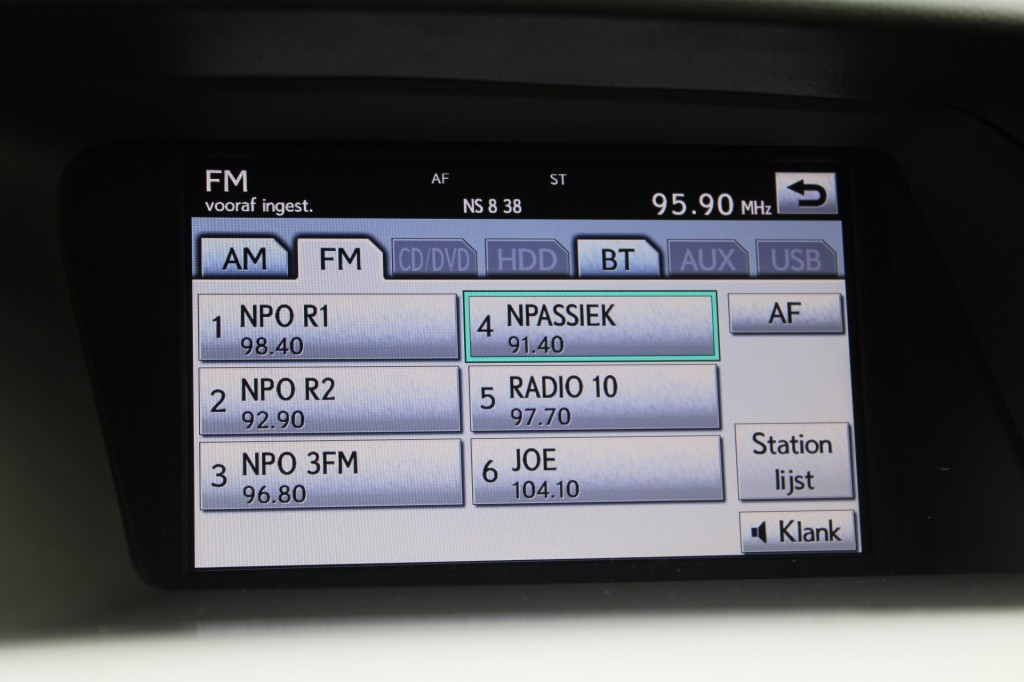 FM AF ST
vooraf ingest. NS 8 38 95.90 MHz
AM FM CD/DVD HDD BT AUX USB
1 NPO R1
98.40
4 NPASSIEK
91.40
AF
2 NPO R2
92.90
5 RADIO 10
97.70
3 NPO 3FM
96.80
6 JOE
104.10
Station
lijst
Klank